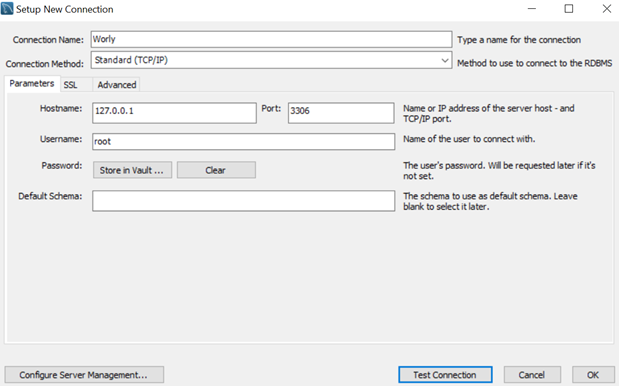 Setup New Connection
Connection Name: Worly Type a name for the connection
Connection Method: Standard (TCP/IP) Method to use to connect to the RDBMS
Parameters SSL Advanced
Hostname: 127.0.0.1 Port: 3306 Name or IP address of the server host - and
TCP/IP port.
Username: root Name of the user to connect with.
Password: Store in Vault ... Clear The user's password. Will be requested later if it's
not set.
Default Schema: The schema to use as default schema. Leave
blank to select it later.
Configure Server Management... Test Connection Cancel OK